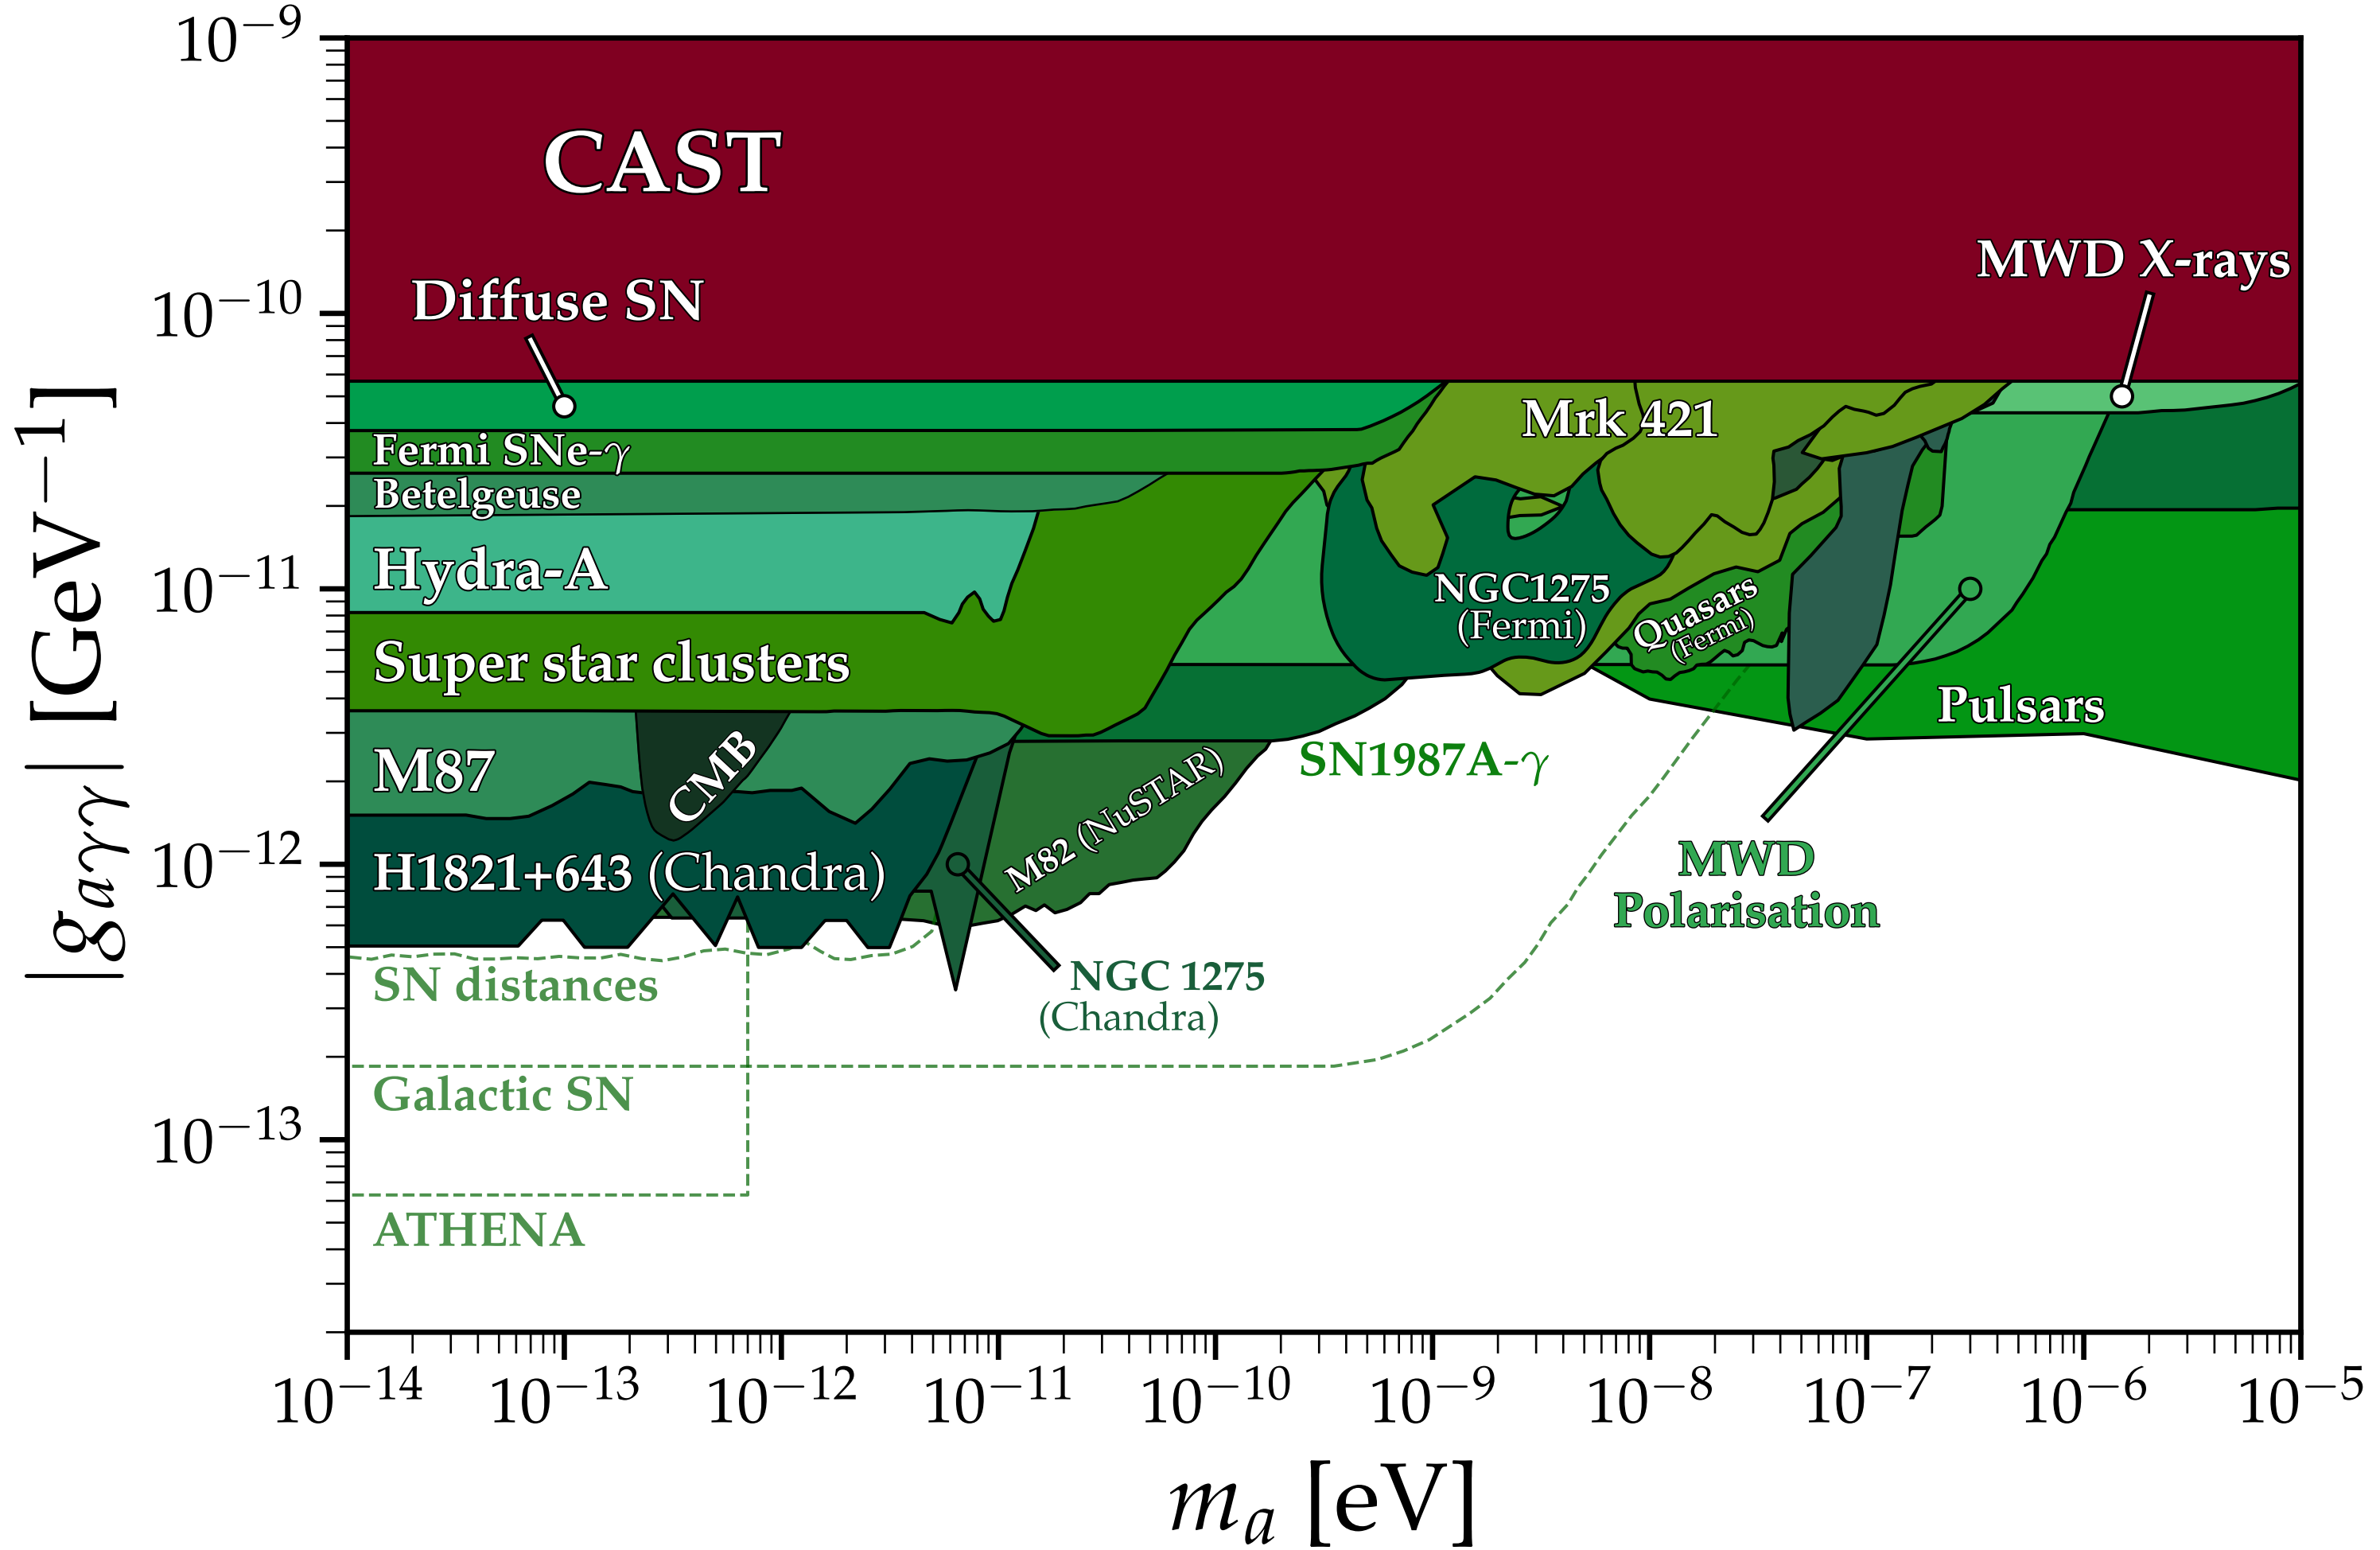 10⁻⁹
CAST
MWD X-rays
Diffuse SN
10⁻¹⁰
Mrk 421
Fermi SNe-γ
Betelgeuse
Hydra-A
10⁻¹¹
NGC1275
(Fermi)
Quasars
(Fermi)
Super star clusters
Pulsars
M87
CMB
SN1987A-γ
M82 (NuSTAR)
10⁻¹²
H1821+643 (Chandra)
MWD
Polarisation
SN distances
NGC 1275
(Chandra)
Galactic SN
10⁻¹³
ATHENA
|g_{aγγ}| [GeV⁻¹]
10⁻¹⁴ 10⁻¹³ 10⁻¹² 10⁻¹¹ 10⁻¹⁰ 10⁻⁹ 10⁻⁸ 10⁻⁷ 10⁻⁶ 10⁻⁵
m_a [eV]